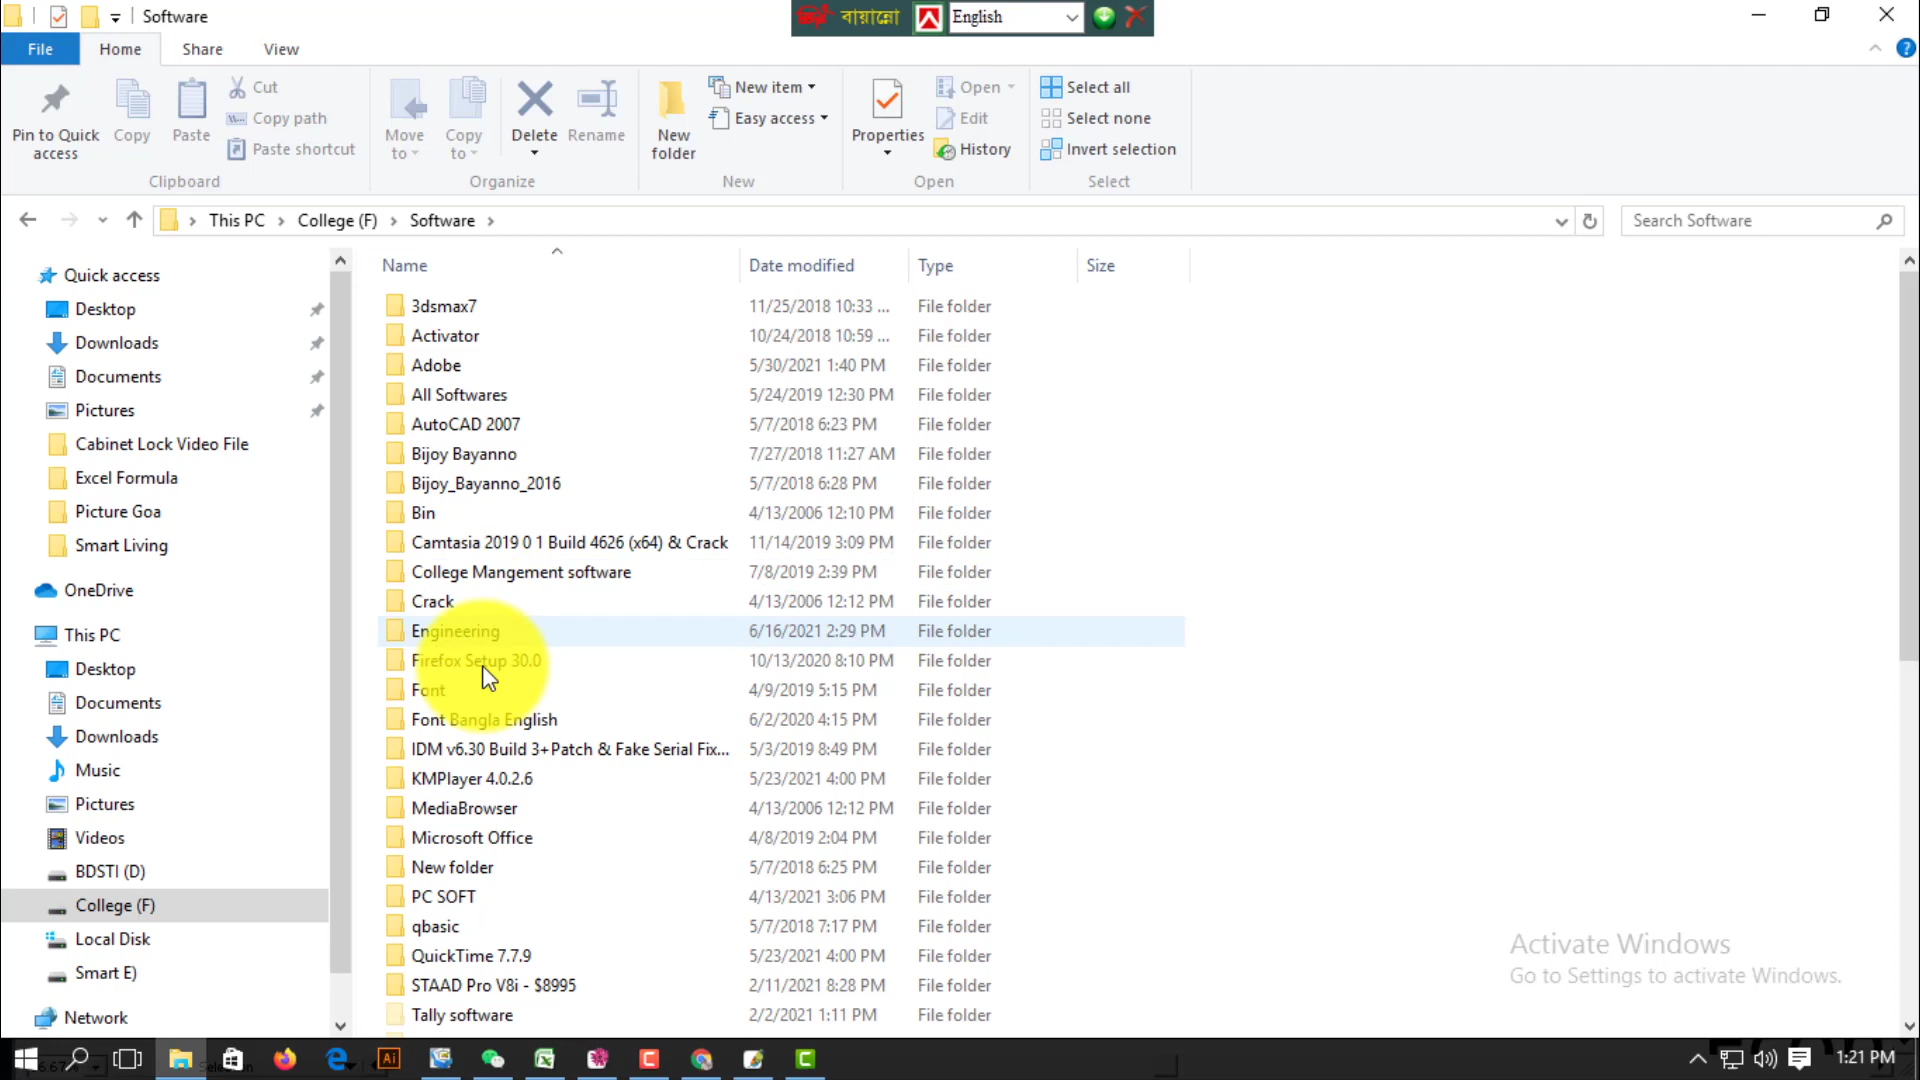 Software
বায়ান্নো
English
File
Home
Share
View
Pin to Quick access
Copy
Paste
Cut
Copy path
Paste shortcut
Clipboard
Move to
Copy to
Delete
Rename
Organize
New folder
New item
Easy access
New
Properties
Open
Edit
History
Open
Select all
Select none
Invert selection
Select
This PC
College (F)
Software
Search Software
Quick access
Desktop
Downloads
Documents
Pictures
Cabinet Lock Video File
Excel Formula
Picture Goa
Smart Living
OneDrive
This PC
Desktop
Documents
Downloads
Music
Pictures
Videos
BDSTI (D)
College (F)
Local Disk
Smart E)
Network
Name Date modified Type Size
3dsmax7 11/25/2018 10:33 ... File folder
Activator 10/24/2018 10:59 ... File folder
Adobe 5/30/2021 1:40 PM File folder
All Softwares 5/24/2019 12:30 PM File folder
AutoCAD 2007 5/7/2018 6:23 PM File folder
Bijoy Bayanno 7/27/2018 11:27 AM File folder
Bijoy_Bayanno_2016 5/7/2018 6:28 PM File folder
Bin 4/13/2006 12:10 PM File folder
Camtasia 2019 0 1 Build 4626 (x64) & Crack 11/14/2019 3:09 PM File folder
College Mangement software 7/8/2019 2:39 PM File folder
Crack 4/13/2006 12:12 PM File folder
Engineering 6/16/2021 2:29 PM File folder
Firefox Setup 30.0 10/13/2020 8:10 PM File folder
Font 4/9/2019 5:15 PM File folder
Font Bangla English 6/2/2020 4:15 PM File folder
IDM v6.30 Build 3+Patch & Fake Serial Fix... 5/3/2019 8:49 PM File folder
KMPlayer 4.0.2.6 5/23/2021 4:00 PM File folder
MediaBrowser 4/13/2006 12:12 PM File folder
Microsoft Office 4/8/2019 2:04 PM File folder
New folder 5/7/2018 6:25 PM File folder
PC SOFT 4/13/2021 3:06 PM File folder
qbasic 5/7/2018 7:17 PM File folder
QuickTime 7.7.9 5/23/2021 4:00 PM File folder
STAAD Pro V8i - $8995 2/11/2021 8:28 PM File folder
Tally software 2/2/2021 1:11 PM File folder
Activate Windows
Go to Settings to activate Windows.
Ai
1:21 PM